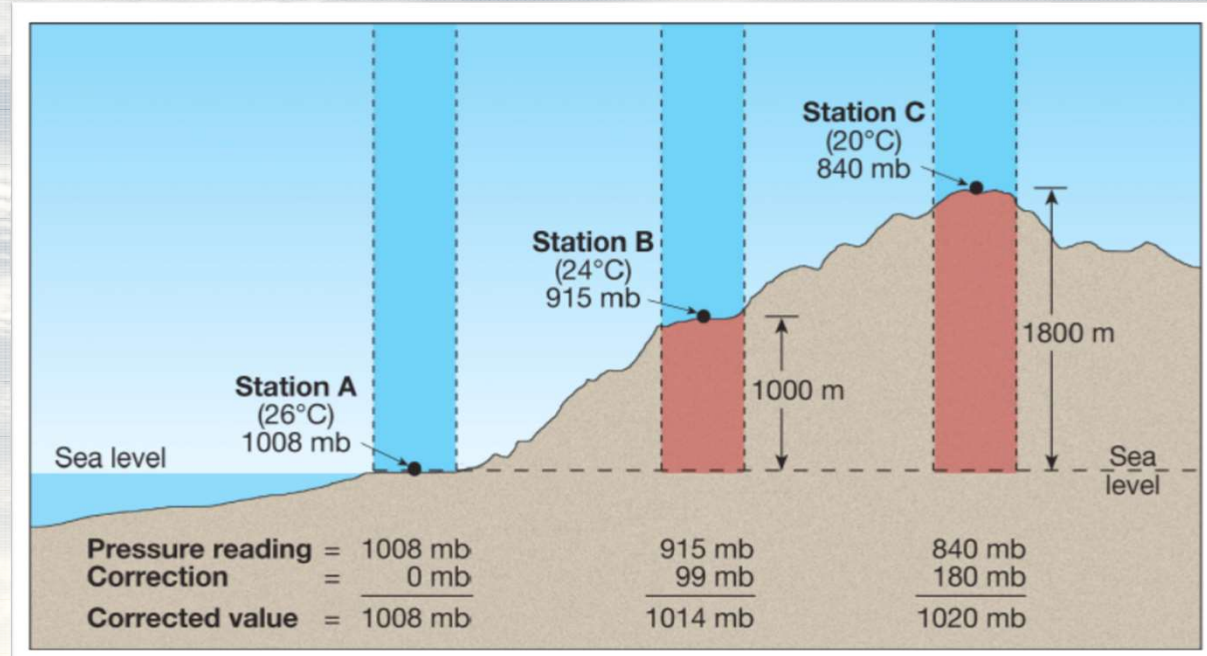 Station C
(20°C)
840 mb
Station B
(24°C)
915 mb
1800 m
Station A
(26°C)
1008 mb
1000 m
Sea level
Sea
level
Pressure reading = 1008 mb 915 mb 840 mb
Correction = 0 mb 99 mb 180 mb
Corrected value = 1008 mb 1014 mb 1020 mb